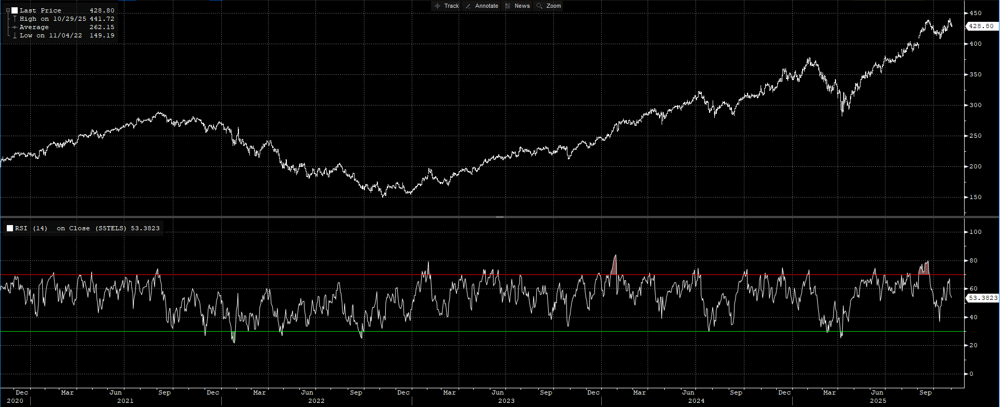 Track Annotate News Zoom
Last Price 428.80
High on 10/29/25 441.72
Average 262.15
Low on 11/04/22 149.19
450
428.80
400
350
300
250
200
150
RSI (14) on Close (S5TELS) 53.3823
100
80
60
53.3823
40
20
0
Dec Mar Jun Sep Dec Mar Jun Sep Dec Mar Jun Sep Dec Mar Jun Sep Dec Mar Jun Sep
2020 2021 2022 2023 2024 2025